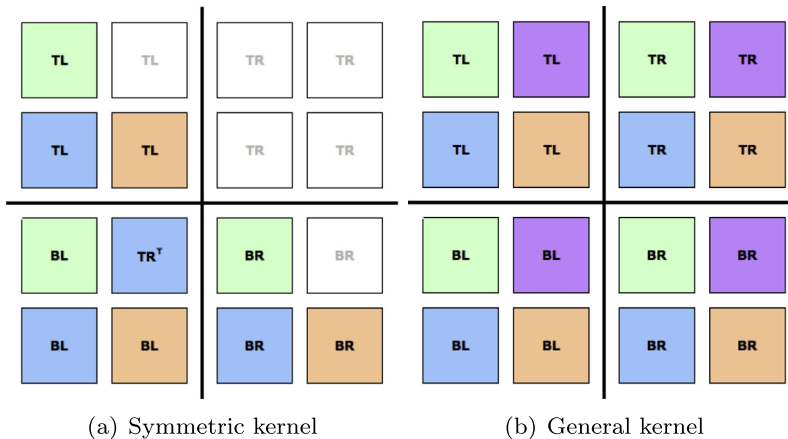 TL TL TR TR
TL TL TR TR
BL TRᵀ BR BR
BL BL BR BR
(a) Symmetric kernel
TL TL TR TR
TL TL TR TR
BL BL BR BR
BL BL BR BR
(b) General kernel